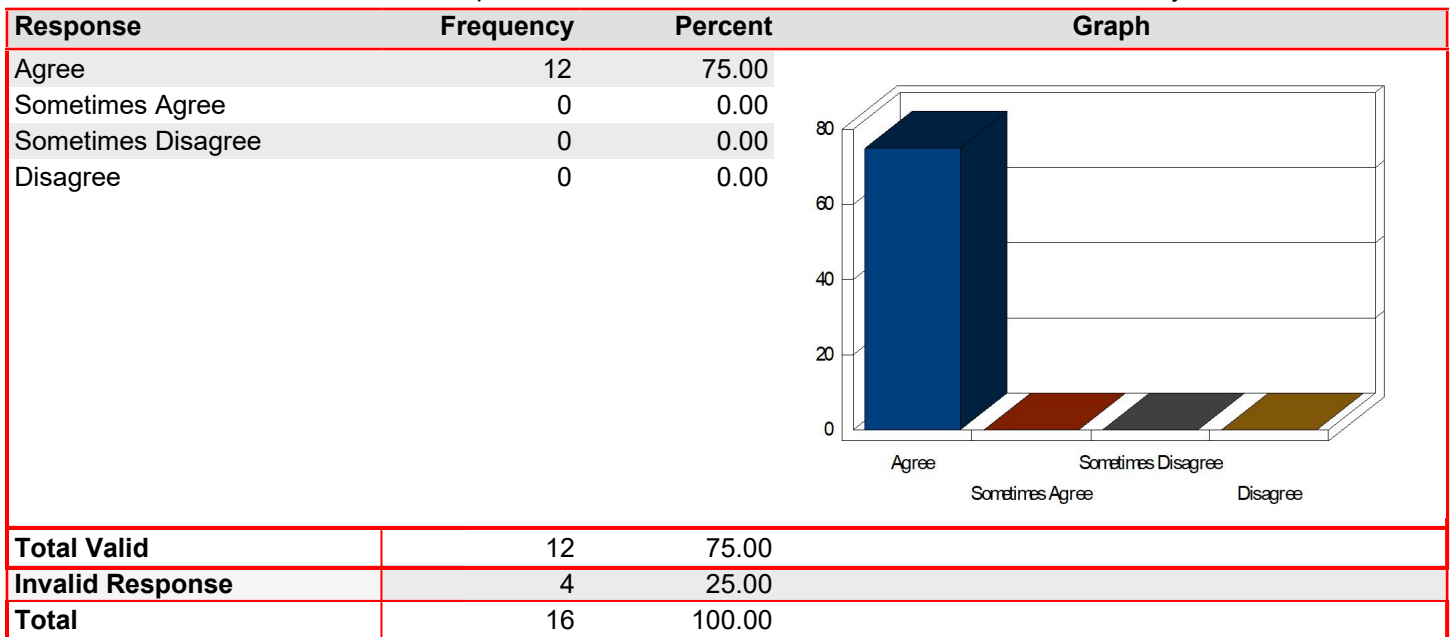 Response Frequency Percent Graph
Agree 12 75.00
Sometimes Agree 0 0.00
Sometimes Disagree 0 0.00
Disagree 0 0.00
80
60
40
20
0
Agree Sometimes Disagree
Sometimes Agree Disagree
Total Valid 12 75.00
Invalid Response 4 25.00
Total 16 100.00